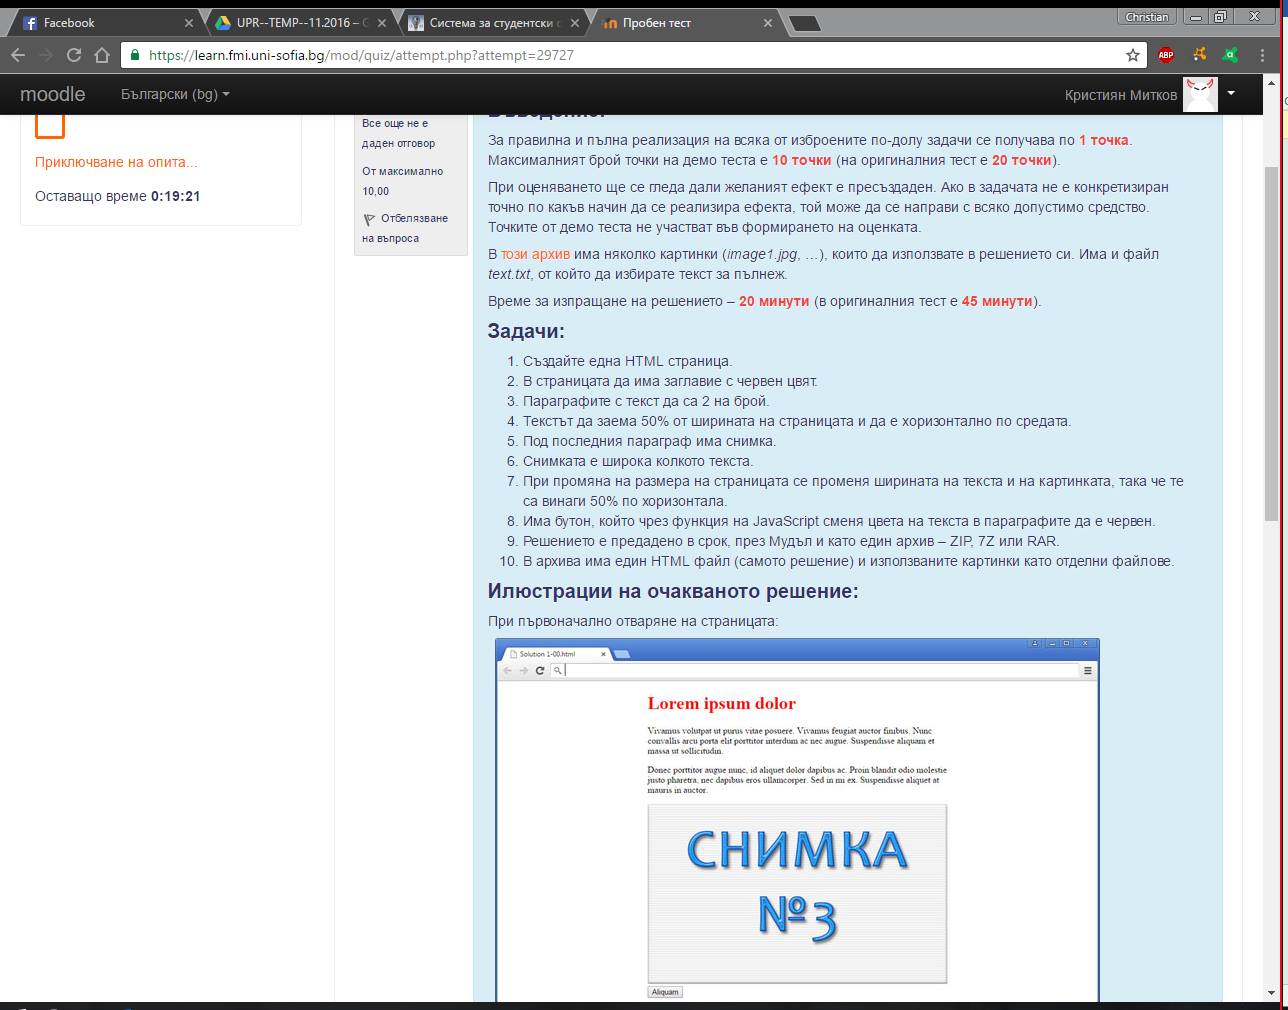 Facebook
UPR--TEMP--11.2016 –
Система за студентски
Пробен тест
Christian
https://learn.fmi.uni-sofia.bg/mod/quiz/attempt.php?attempt=29727
ABP
moodle
Български (bg)
Кристиян Митков
Приключване на опита...
Оставащо време 0:19:21
Все още не е
даден отговор
От максимално
10,00
Отбелязване
на въпроса
Въведение:
За правилна и пълна реализация на всяка от изброените по-долу задачи се получава по 1 точка.
Максималният брой точки на демо теста е 10 точки (на оригиналния тест е 20 точки).
При оценяването ще се гледа дали желаният ефект е пресъздаден. Ако в задачата не е конкретизиран
точно по какъв начин да се реализира ефекта, той може да се направи с всяко допустимо средство.
Точките от демо теста не участват във формирането на оценката.
В този архив има няколко картинки (image1.jpg, …), които да използвате в решението си. Има и файл
text.txt, от който да избирате текст за пълнеж.
Време за изпращане на решението – 20 минути (в оригиналния тест е 45 минути).
Задачи:
1. Създайте една HTML страница.
2. В страницата да има заглавие с червен цвят.
3. Параграфите с текст да са 2 на брой.
4. Текстът да заема 50% от ширината на страницата и да е хоризонтално по средата.
5. Под последния параграф има снимка.
6. Снимката е широка колкото текста.
7. При промяна на размера на страницата се променя ширината на текста и на картинката, така че те
са винаги 50% по хоризонтала.
8. Има бутон, който чрез функция на JavaScript сменя цвета на текста в параграфите да е червен.
9. Решението е предадено в срок, през Мудъл и като един архив – ZIP, 7Z или RAR.
10. В архива има един HTML файл (самото решение) и използваните картинки като отделни файлове.
Илюстрации на очакваното решение:
При първоначално отваряне на страницата:
Solution 1-00.html
Lorem ipsum dolor
Vivamus volutpat ut purus vitae posuere. Vivamus feugiat auctor finibus. Nunc
convallis arcu porta elit porttitor interdum ac nec augue. Suspendisse aliquam et
massa ut sollicitudin.
Donec porttitor augue nunc, id aliquet dolor dapibus ac. Proin blandit odio molestie
justo pharetra, nec dapibus eros ullamcorper. Sed in mi ex. Suspendisse aliquet at
mauris in auctor.
СНИМКА
№3
Aliquam